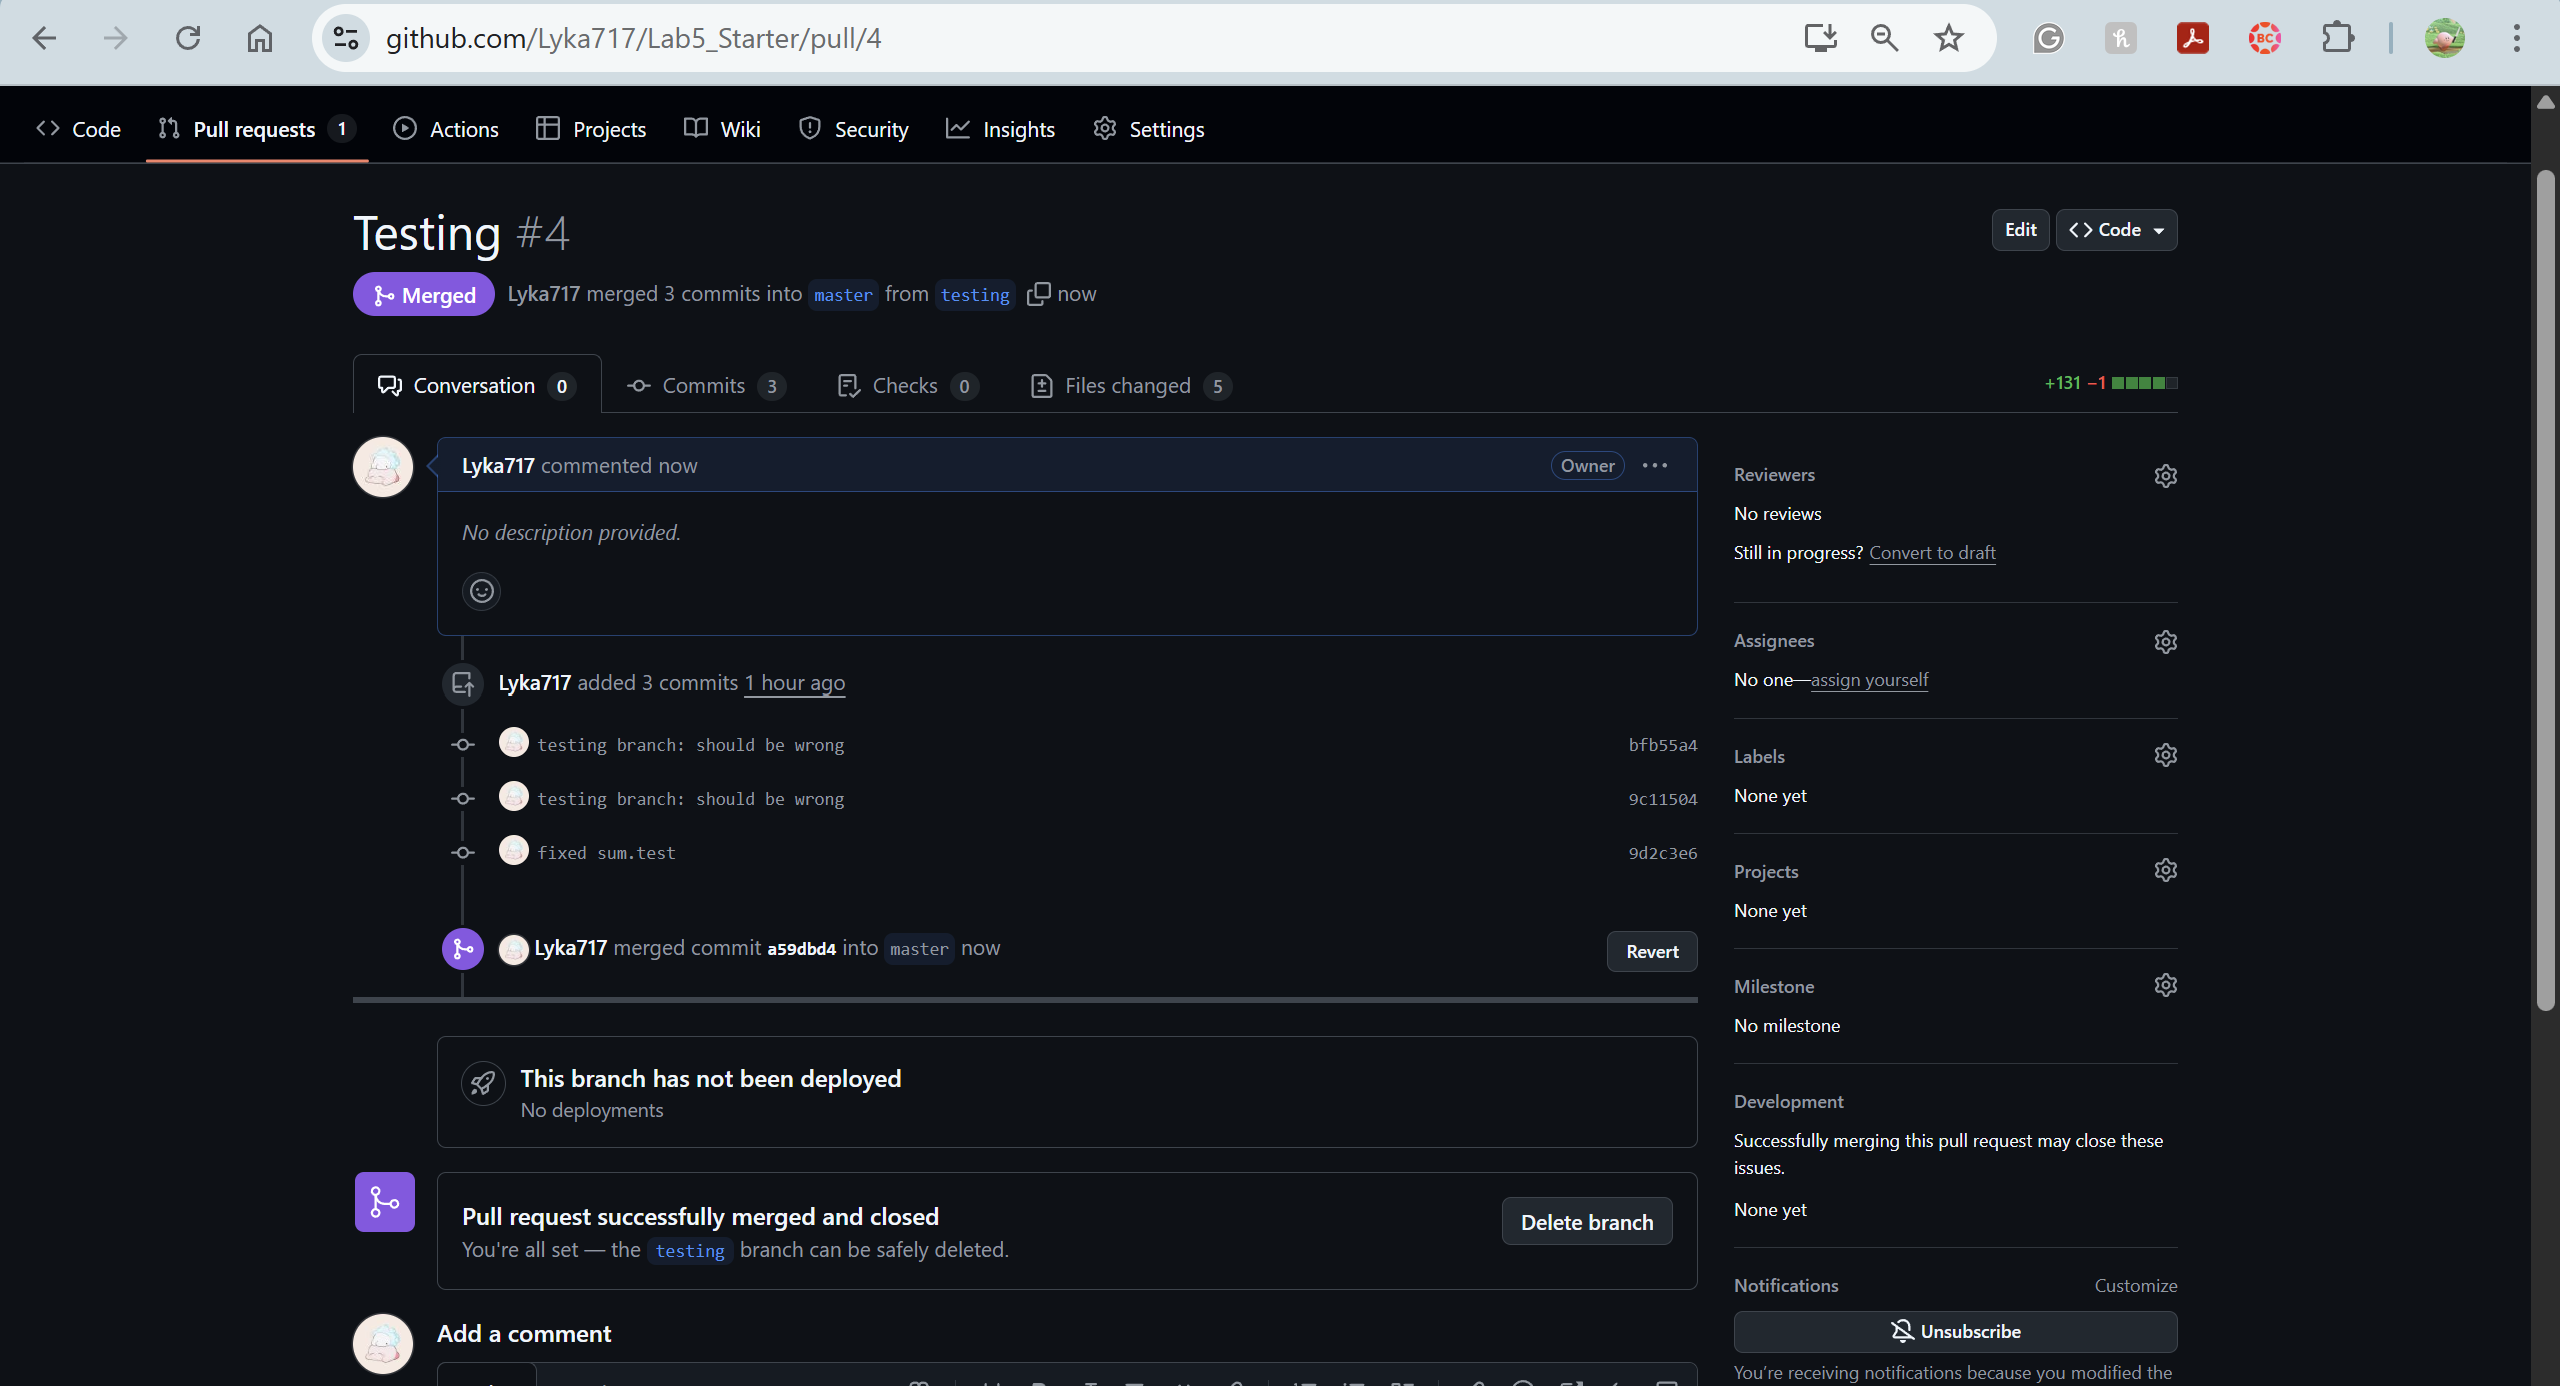 github.com/Lyka717/Lab5_Starter/pull/4
Code Pull requests 1 Actions Projects Wiki Security Insights Settings
Testing #4
Edit Code
Merged Lyka717 merged 3 commits into master from testing now
Conversation 0 Commits 3 Checks 0 Files changed 5 +131 −1
Lyka717 commented now Owner
No description provided.
Lyka717 added 3 commits 1 hour ago
testing branch: should be wrong bfb55a4
testing branch: should be wrong 9c11504
fixed sum.test 9d2c3e6
Lyka717 merged commit a59dbd4 into master now Revert
This branch has not been deployed
No deployments
Pull request successfully merged and closed
You're all set — the testing branch can be safely deleted.
Delete branch
Add a comment
Reviewers
No reviews
Still in progress? Convert to draft
Assignees
No one—assign yourself
Labels
None yet
Projects
None yet
Milestone
No milestone
Development
Successfully merging this pull request may close these
issues.
None yet
Notifications Customize
Unsubscribe
You're receiving notifications because you modified the